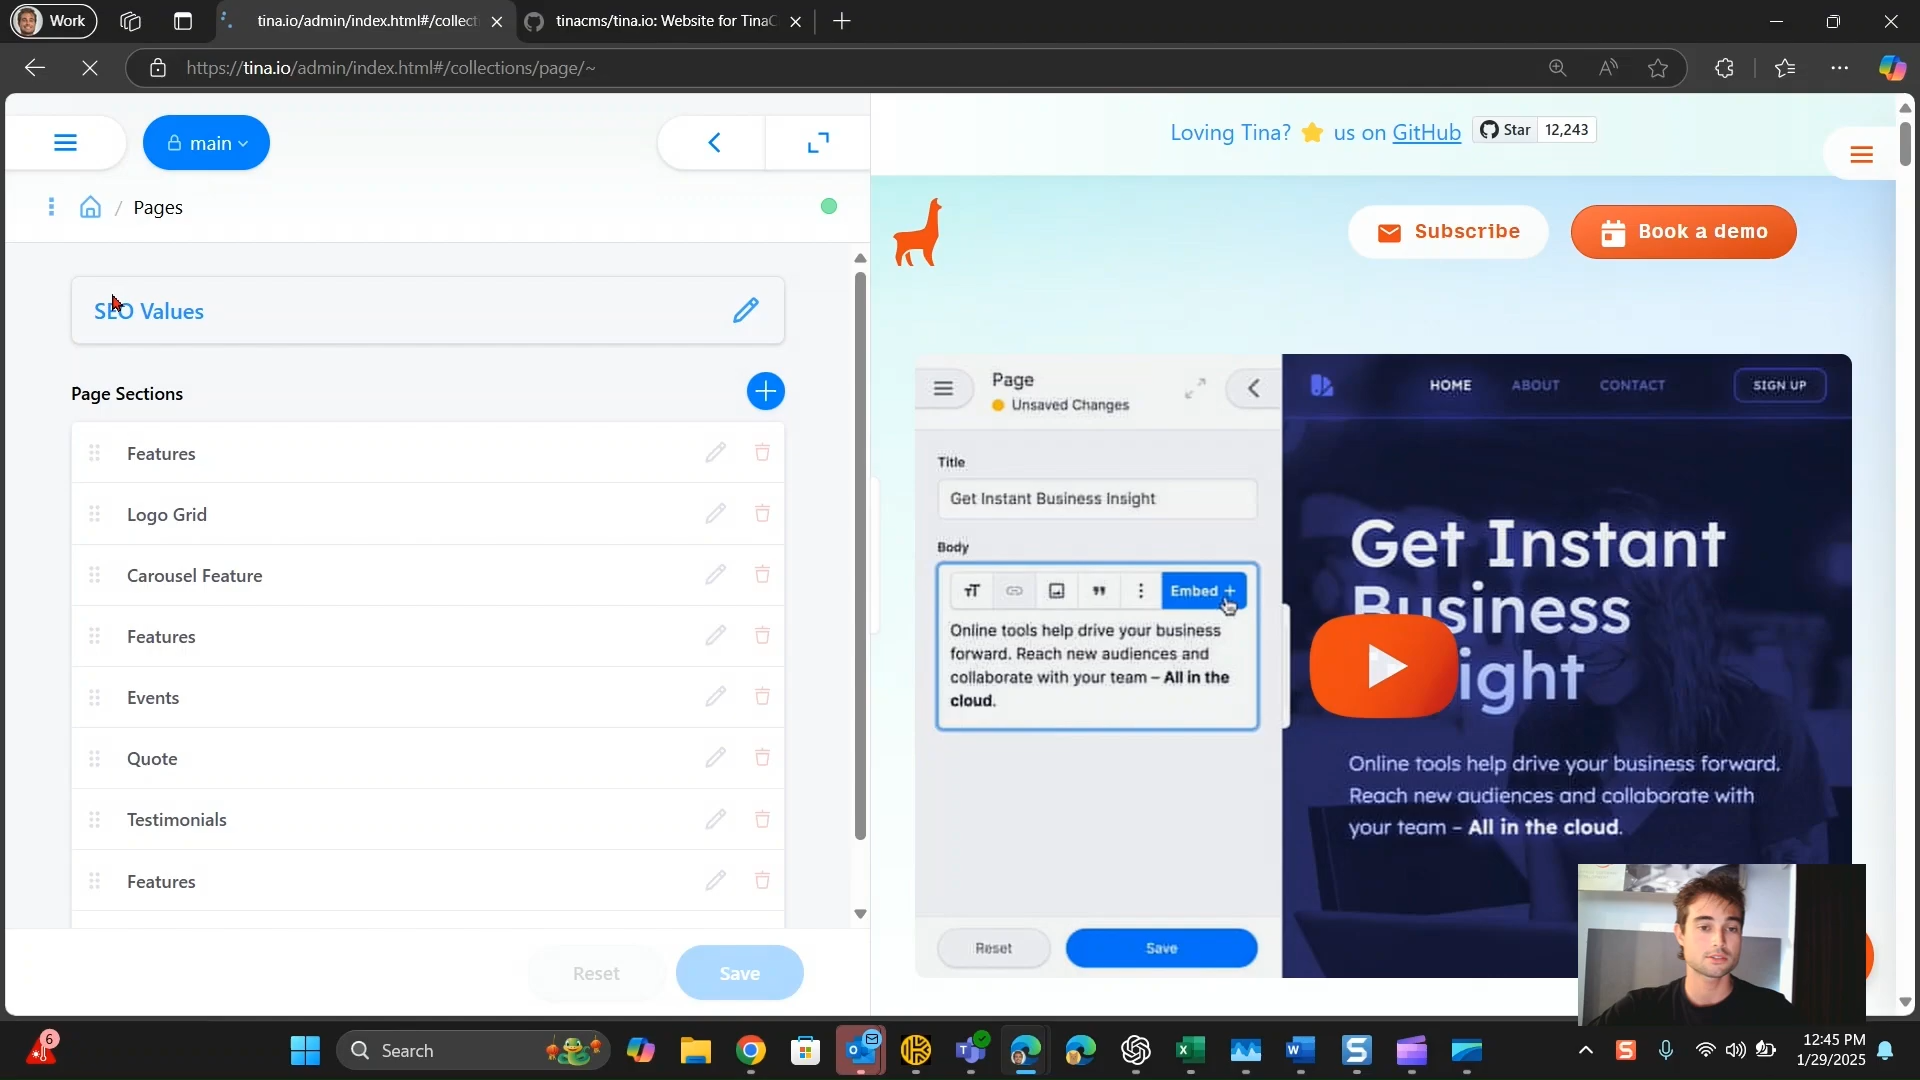 Work
tina.io/admin/index.html#/collect
tinacms/tina.io: Website for TinaC
https://tina.io/admin/index.html#/collections/page/~
main
Loving Tina? ⭐ us on GitHub
Star 12,243
/ Pages
Subscribe
Book a demo
SEO Values
Page Sections
Features
Logo Grid
Carousel Feature
Features
Events
Quote
Testimonials
Features
Reset
Save
Page
Unsaved Changes
Title
Get Instant Business Insight
Body
Embed +
Online tools help drive your business
forward. Reach new audiences and
collaborate with your team – All in the
cloud.
Reset
Save
HOME
ABOUT
CONTACT
SIGN UP
Get Instant
Business
ight
Online tools help drive your business forward.
Reach new audiences and collaborate with
your team – All in the cloud.
6
Search
12:45 PM
1/29/2025